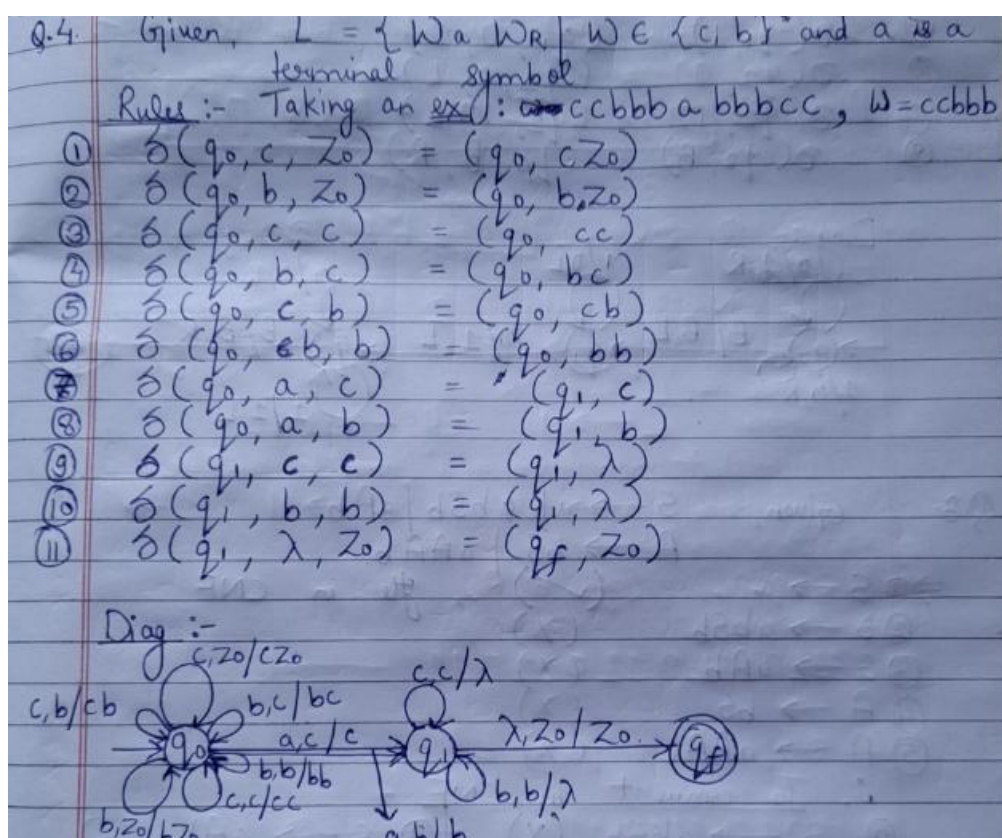 Q.4. Given, L = { Wa WR | W ∈ {c, b}* and a is a
terminal symbol
Rules :- Taking an ex(): ccbbb a bbbcc, W = ccbbb
① δ(q0, c, Z0) = (q0, cZ0)
② δ(q0, b, Z0) = (q0, b,Z0)
③ δ(q0, c, c) = (q0, cc)
④ δ(q0, b, c) = (q0, bc)
⑤ δ(q0, c, b) = (q0, cb)
⑥ δ(q0, b, b) = (q0, bb)
⑦ δ(q0, a, c) = (q1, c)
⑧ δ(q0, a, b) = (q1, b)
⑨ δ(q1, c, c) = (q1, λ)
⑩ δ(q1, b, b) = (q1, λ)
⑪ δ(q1, λ, Z0) = (qf, Z0)
Diag :-
c,Z0/cZ0
c,c/λ
c,b/cb
b,c/bc
q0
a,c/c
q1
λ,Z0/Z0
qf
b,b/bb
c,c/cc
b,b/λ
b,Z0/bZ0
a,b/b